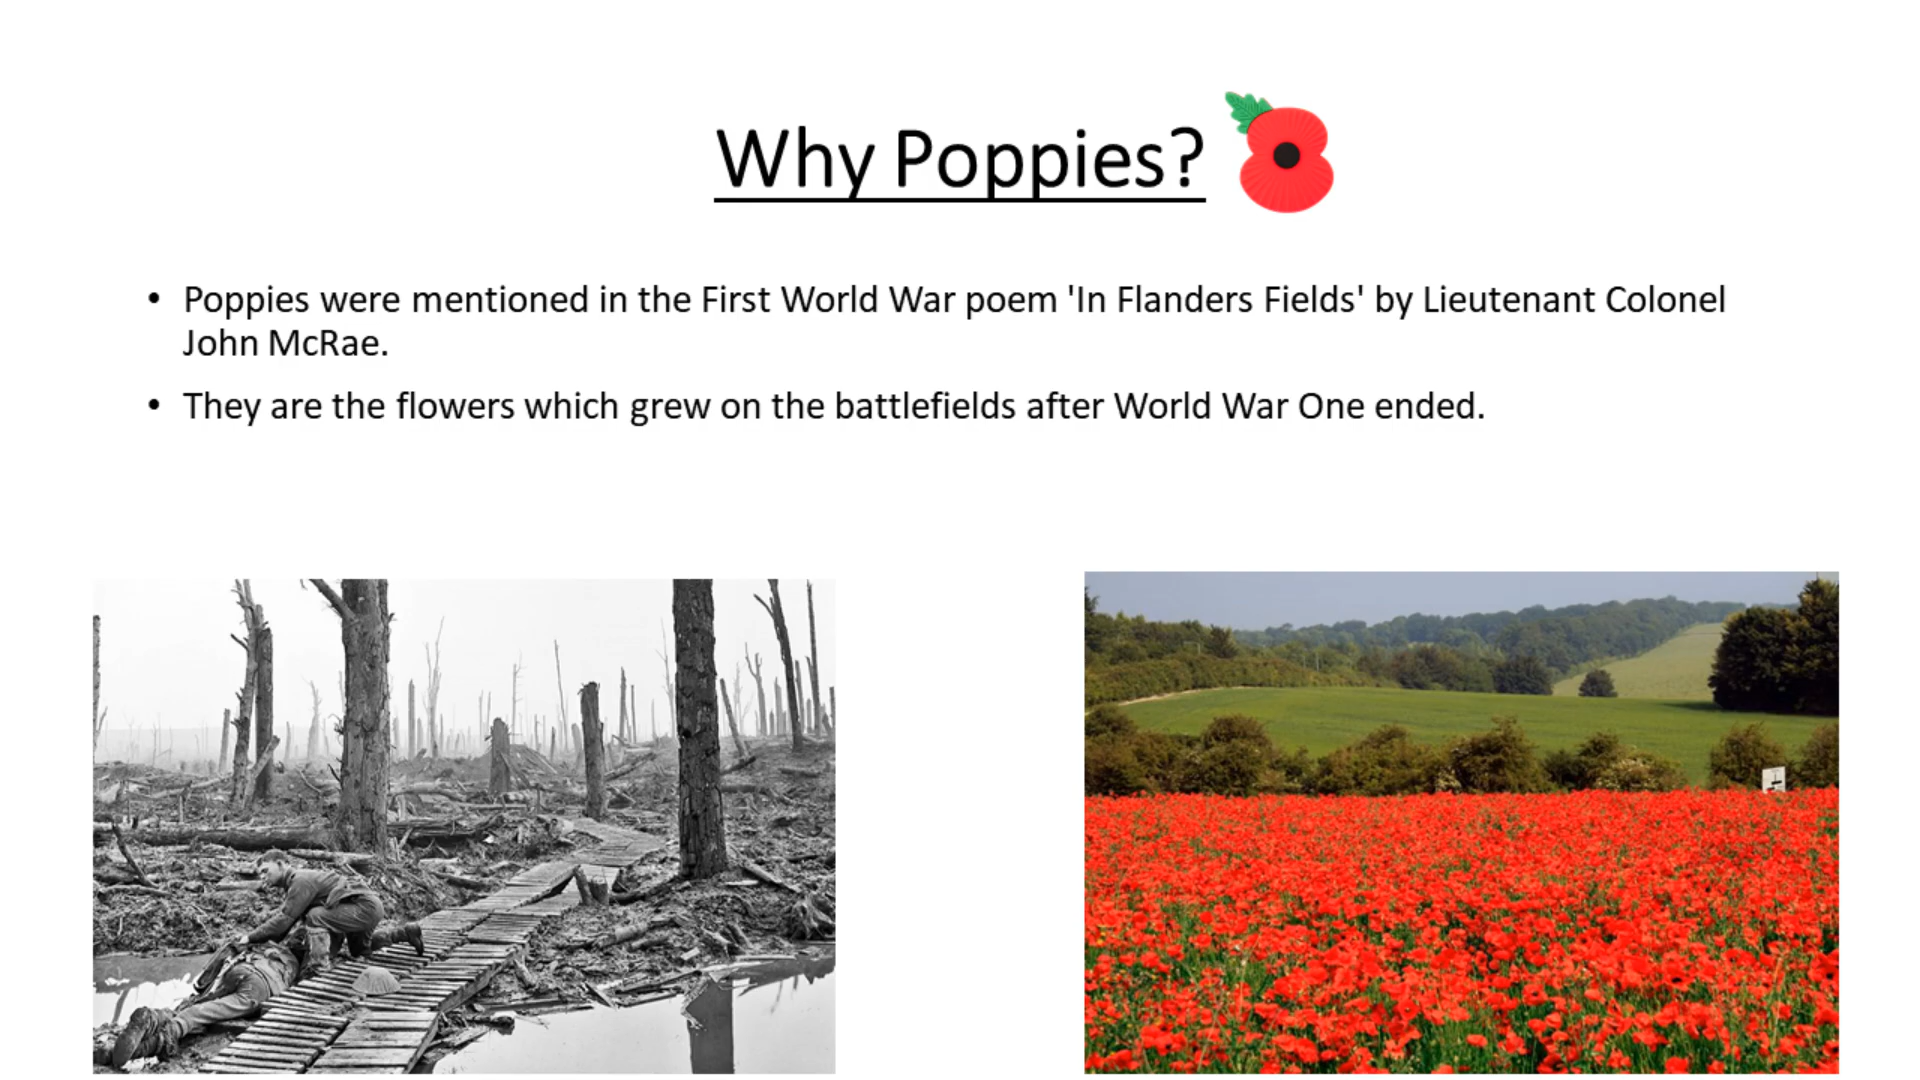 Why Poppies?
• Poppies were mentioned in the First World War poem 'In Flanders Fields' by Lieutenant Colonel
John McRae.
• They are the flowers which grew on the battlefields after World War One ended.